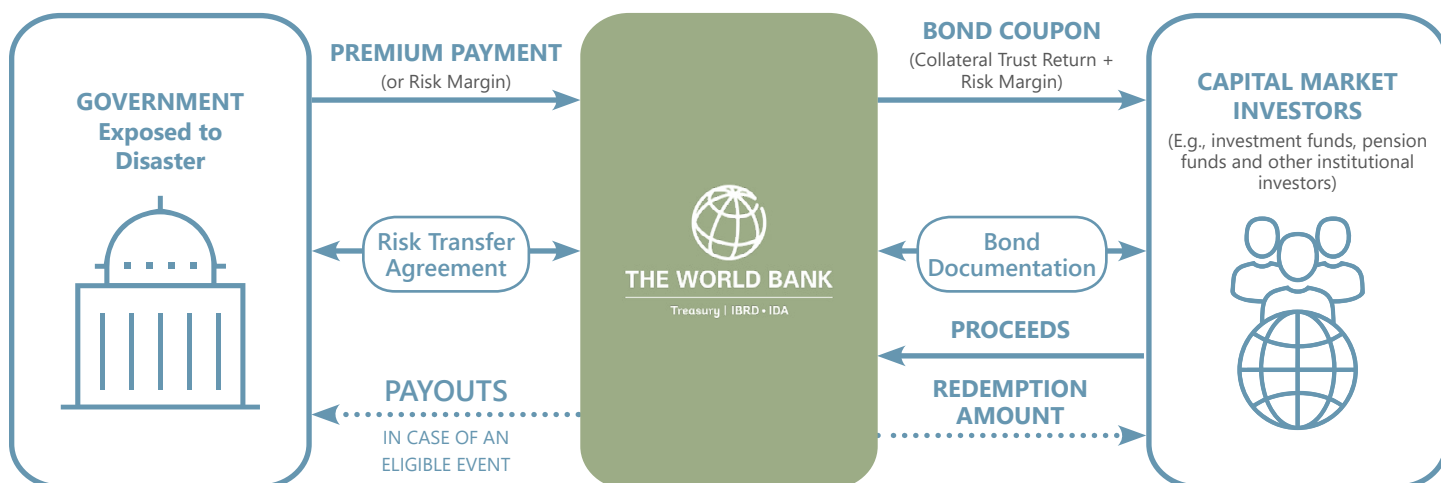 GOVERNMENT
Exposed to
Disaster
PREMIUM PAYMENT
(or Risk Margin)
Risk Transfer
Agreement
PAYOUTS
IN CASE OF AN
ELIGIBLE EVENT
THE WORLD BANK
Treasury | IBRD • IDA
BOND COUPON
(Collateral Trust Return +
Risk Margin)
Bond
Documentation
PROCEEDS
REDEMPTION
AMOUNT
CAPITAL MARKET
INVESTORS
(E.g., investment funds, pension
funds and other institutional
investors)